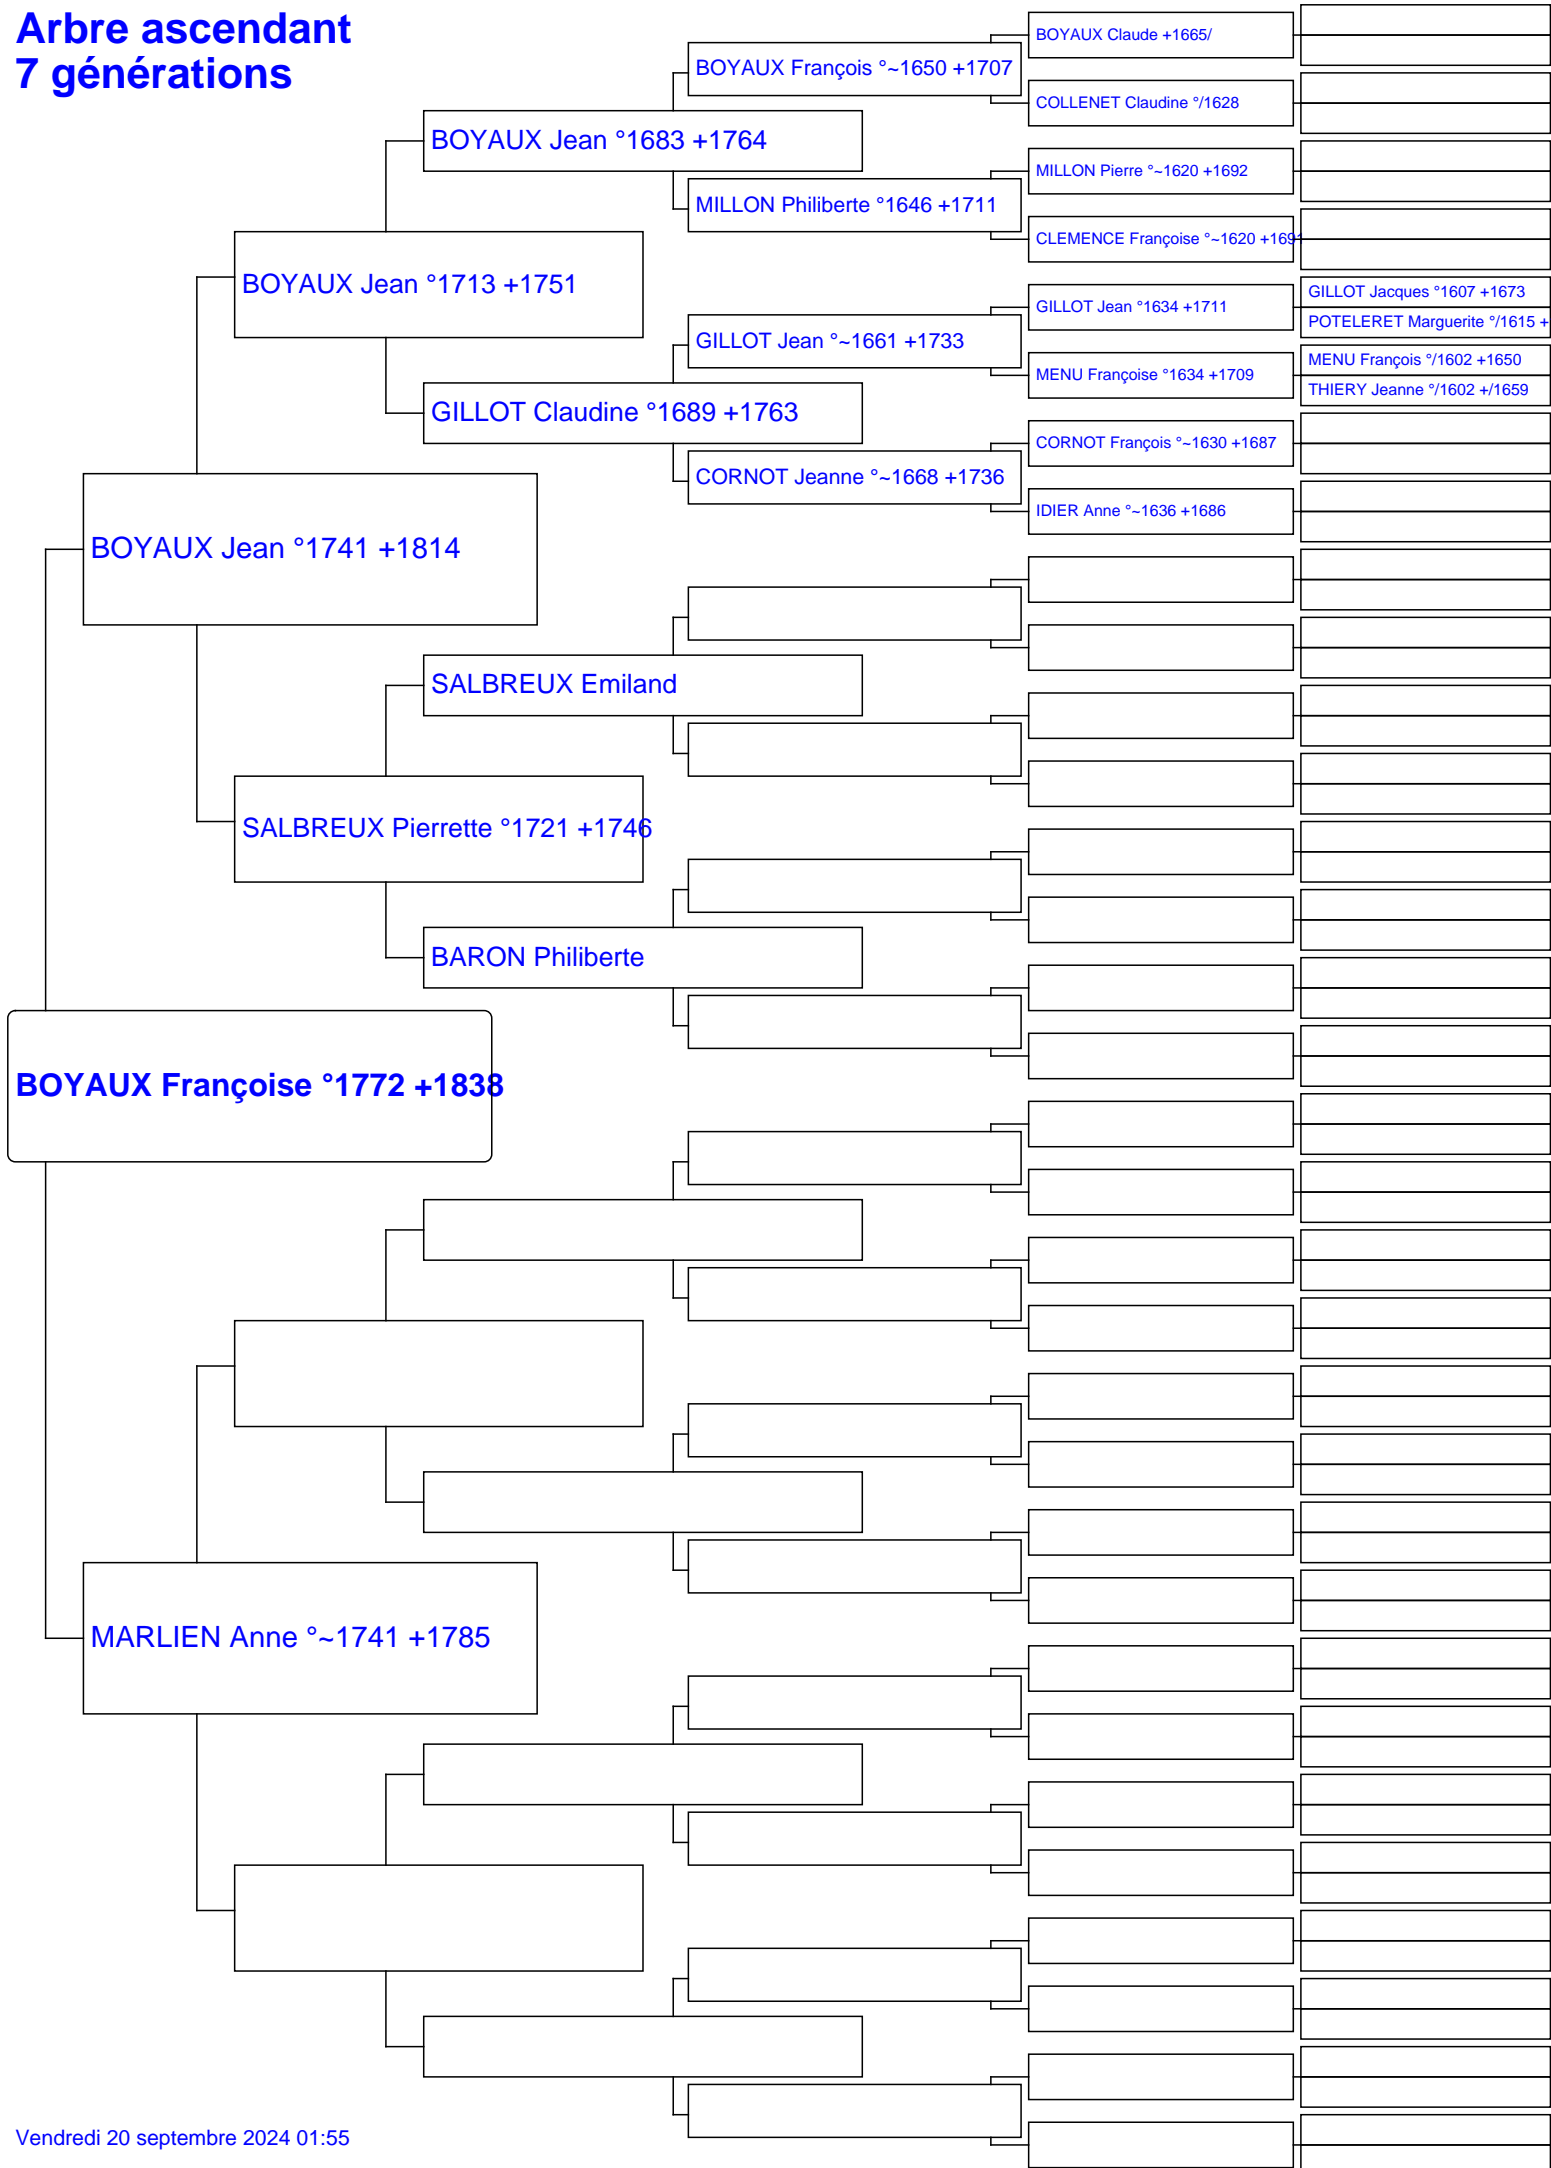 Arbre ascendant
7 générations
BOYAUX Claude +1665/
BOYAUX François °~1650 +1707
COLLENET Claudine °/1628
BOYAUX Jean °1683 +1764
MILLON Pierre °~1620 +1692
MILLON Philiberte °1646 +1711
CLEMENCE Françoise °~1620 +1691
BOYAUX Jean °1713 +1751
GILLOT Jacques °1607 +1673
GILLOT Jean °1634 +1711
POTELERET Marguerite °/1615 +
GILLOT Jean °~1661 +1733
MENU François °/1602 +1650
MENU Françoise °1634 +1709
THIERY Jeanne °/1602 +/1659
GILLOT Claudine °1689 +1763
CORNOT François °~1630 +1687
CORNOT Jeanne °~1668 +1736
IDIER Anne °~1636 +1686
BOYAUX Jean °1741 +1814
SALBREUX Emiland
SALBREUX Pierrette °1721 +1746
BARON Philiberte
BOYAUX Françoise °1772 +1838
MARLIEN Anne °~1741 +1785
Vendredi 20 septembre 2024 01:55